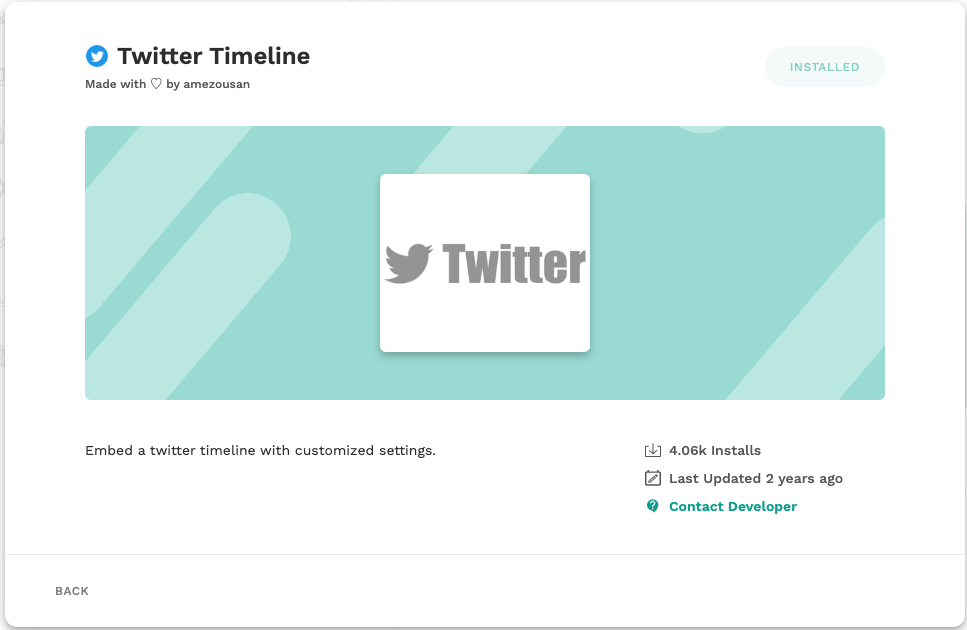 Twitter Timeline
Made with ♡ by amezousan
INSTALLED
Twitter
Embed a twitter timeline with customized settings.
4.06k Installs
Last Updated 2 years ago
Contact Developer
BACK